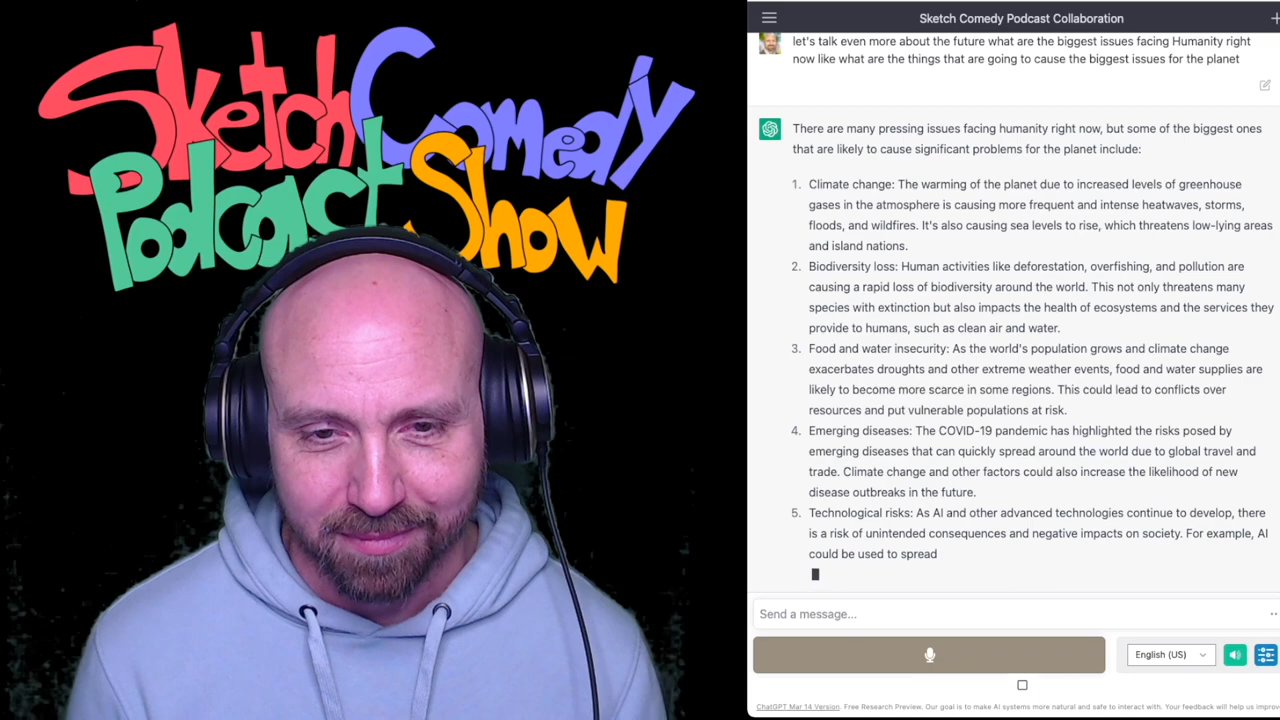 Sketch Comedy
Podcast Show
Sketch Comedy Podcast Collaboration
let's talk even more about the future what are the biggest issues facing Humanity right
now like what are the things that are going to cause the biggest issues for the planet
There are many pressing issues facing humanity right now, but some of the biggest ones
that are likely to cause significant problems for the planet include:
1. Climate change: The warming of the planet due to increased levels of greenhouse
gases in the atmosphere is causing more frequent and intense heatwaves, storms,
floods, and wildfires. It's also causing sea levels to rise, which threatens low-lying areas
and island nations.
2. Biodiversity loss: Human activities like deforestation, overfishing, and pollution are
causing a rapid loss of biodiversity around the world. This not only threatens many
species with extinction but also impacts the health of ecosystems and the services they
provide to humans, such as clean air and water.
3. Food and water insecurity: As the world's population grows and climate change
exacerbates droughts and other extreme weather events, food and water supplies are
likely to become more scarce in some regions. This could lead to conflicts over
resources and put vulnerable populations at risk.
4. Emerging diseases: The COVID-19 pandemic has highlighted the risks posed by
emerging diseases that can quickly spread around the world due to global travel and
trade. Climate change and other factors could also increase the likelihood of new
disease outbreaks in the future.
5. Technological risks: As AI and other advanced technologies continue to develop, there
is a risk of unintended consequences and negative impacts on society. For example, AI
could be used to spread
Send a message...
English (US)
ChatGPT Mar 14 Version. Free Research Preview. Our goal is to make AI systems more natural and safe to interact with. Your feedback will help us improv